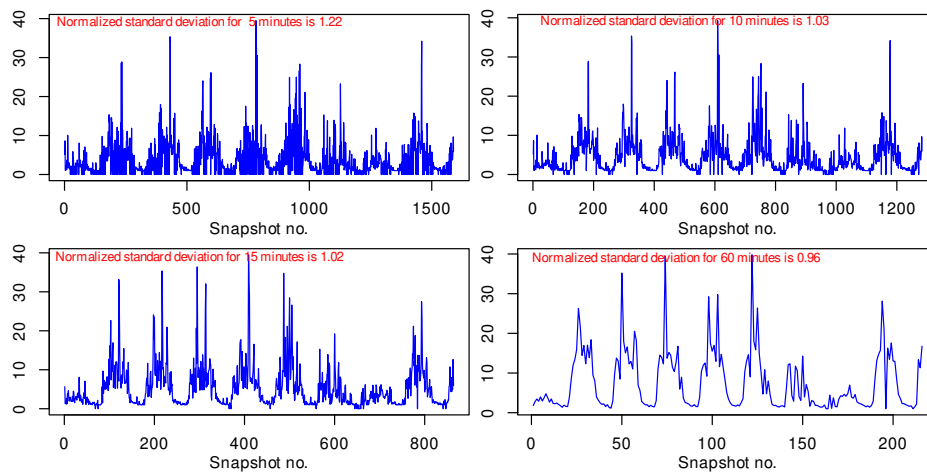 Normalized standard deviation for 5 minutes is 1.22
0 10 20 30 40
0 500 1000 1500
Snapshot no.
Normalized standard deviation for 10 minutes is 1.03
0 10 20 30 40
0 200 400 600 800 1000 1200
Snapshot no.
Normalized standard deviation for 15 minutes is 1.02
0 10 20 30 40
0 200 400 600 800
Snapshot no.
Normalized standard deviation for 60 minutes is 0.96
0 10 20 30 40
0 50 100 150 200
Snapshot no.